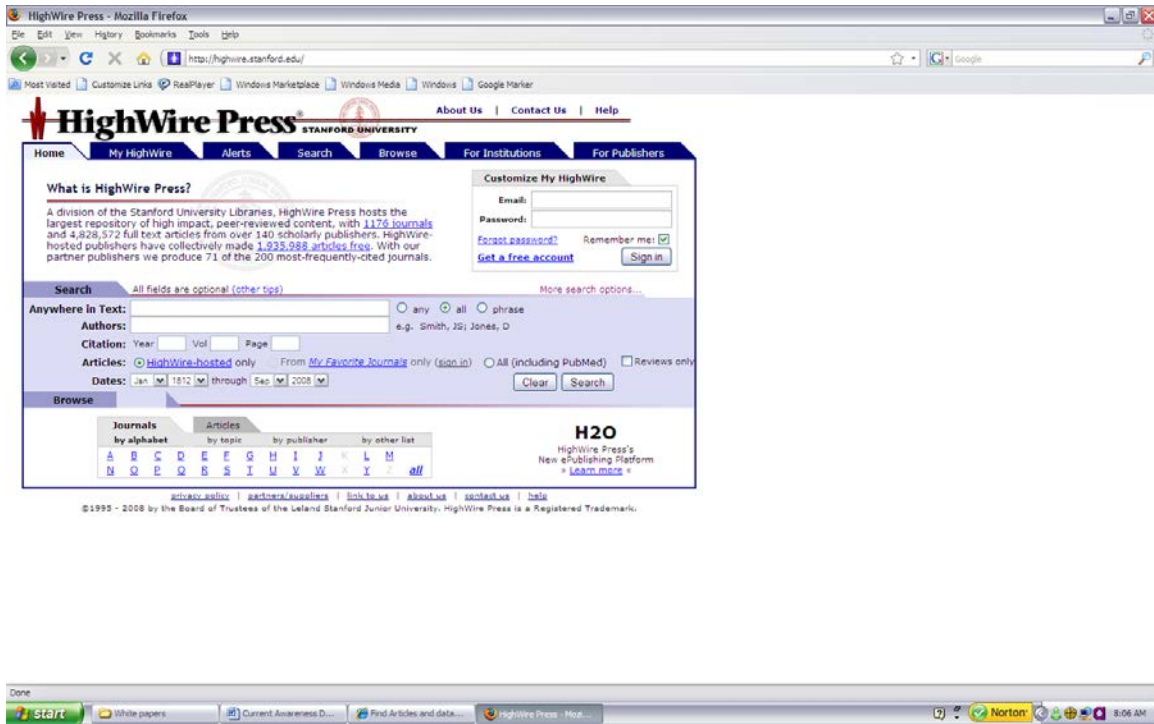 HighWire Press - Mozilla Firefox
File Edit View History Bookmarks Tools Help
http://highwire.stanford.edu/
Google
Most Visited Customize Links RealPlayer Windows Marketplace Windows Media Windows Google Marker
About Us | Contact Us | Help
HighWire Press STANFORD UNIVERSITY
Home My HighWire Alerts Search Browse For Institutions For Publishers
What is HighWire Press?
A division of the Stanford University Libraries, HighWire Press hosts the
largest repository of high impact, peer-reviewed content, with 1176 journals
and 4,828,572 full text articles from over 140 scholarly publishers. HighWire-
hosted publishers have collectively made 1,935,988 articles free. With our
partner publishers we produce 71 of the 200 most-frequently-cited journals.
Customize My HighWire
Email:
Password:
Forgot password? Remember me:
Get a free account Sign in
Search All fields are optional (other tips) More search options...
Anywhere in Text: any all phrase
Authors: e.g. Smith, JS; Jones, D
Citation: Year Vol Page
Articles: HighWire-hosted only From My Favorite Journals only (sign in) All (including PubMed) Reviews only
Dates: Jan 1812 through Sep 2008 Clear Search
Browse
Journals Articles
by alphabet by topic by publisher by other list
A B C D E F G H I J K L M
N O P Q R S T U V W X Y Z all
H2O
HighWire Press's
New ePublishing Platform
» Learn more «
privacy policy | partners/suppliers | link to us | about us | contact us | help
©1995 - 2008 by the Board of Trustees of the Leland Stanford Junior University. HighWire Press is a Registered Trademark.
Done
start White papers Current Awareness D... Find Articles and data... HighWire Press - Mozi... Norton 8:06 AM